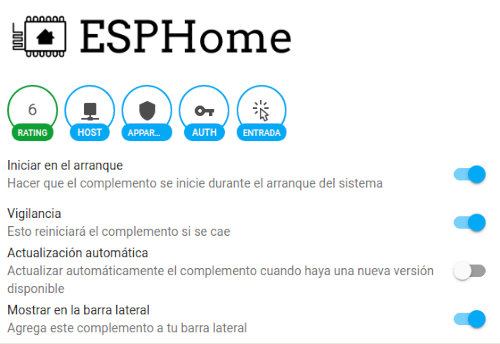 ESPHome
6
RATING
HOST
APPAR...
AUTH
ENTRADA
Iniciar en el arranque
Hacer que el complemento se inicie durante el arranque del sistema
Vigilancia
Esto reiniciará el complemento si se cae
Actualización automática
Actualizar automáticamente el complemento cuando haya una nueva versión
disponible
Mostrar en la barra lateral
Agrega este complemento a tu barra lateral